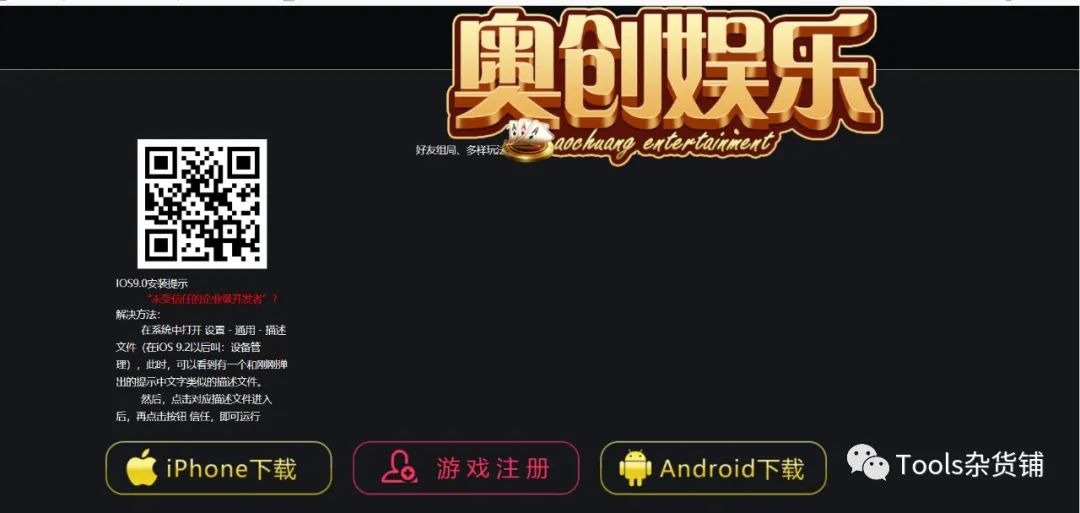 奥创娱乐
aochuang entertainment
好友组局、多样玩法
IOS9.0安装提示
“未受信任的企业级开发者”？
解决方法：
在系统中打开 设置 - 通用 - 描述
文件（在iOS 9.2以后叫：设备管
理），此时，可以看到有一个和刚刚弹
出的提示中文字类似的描述文件。
然后，点击对应描述文件进入
后，再点击按钮 信任，即可运行
iPhone下载
游戏注册
Android下载
Tools杂货铺